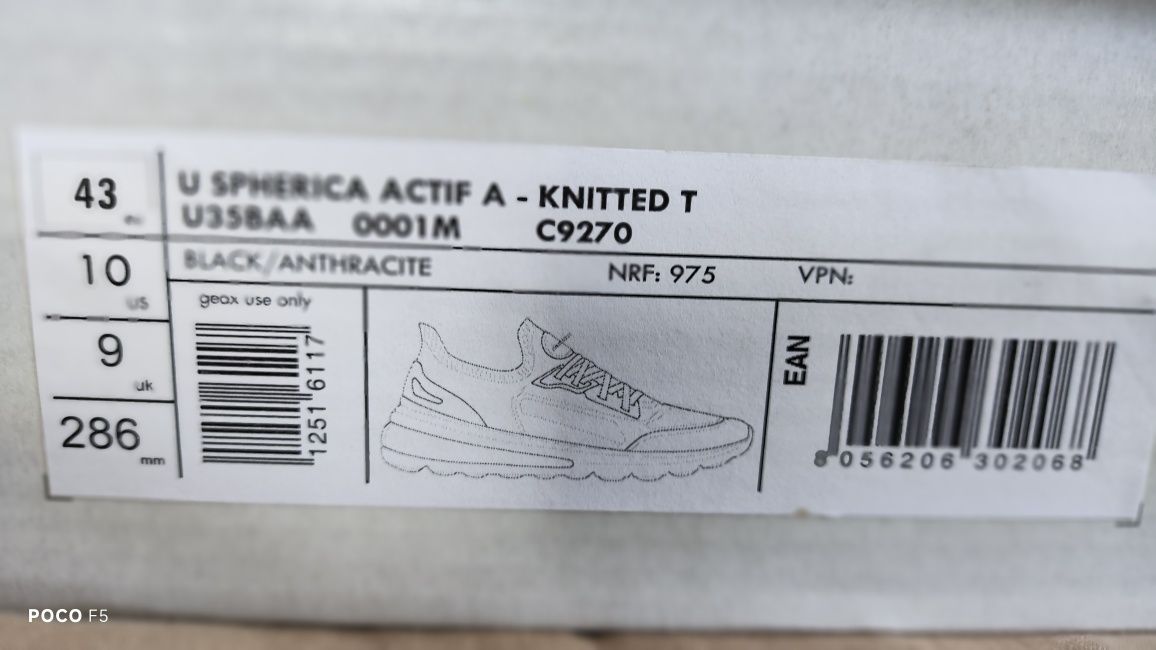 43 eu
U SPHERICA ACTIF A - KNITTED T
U35BAA 0001M C9270
10 US
BLACK/ANTHRACITE NRF: 975 VPN:
9 uk
286 mm
geox use only
1251 6117
EAN
8 056206 302068
POCO F5